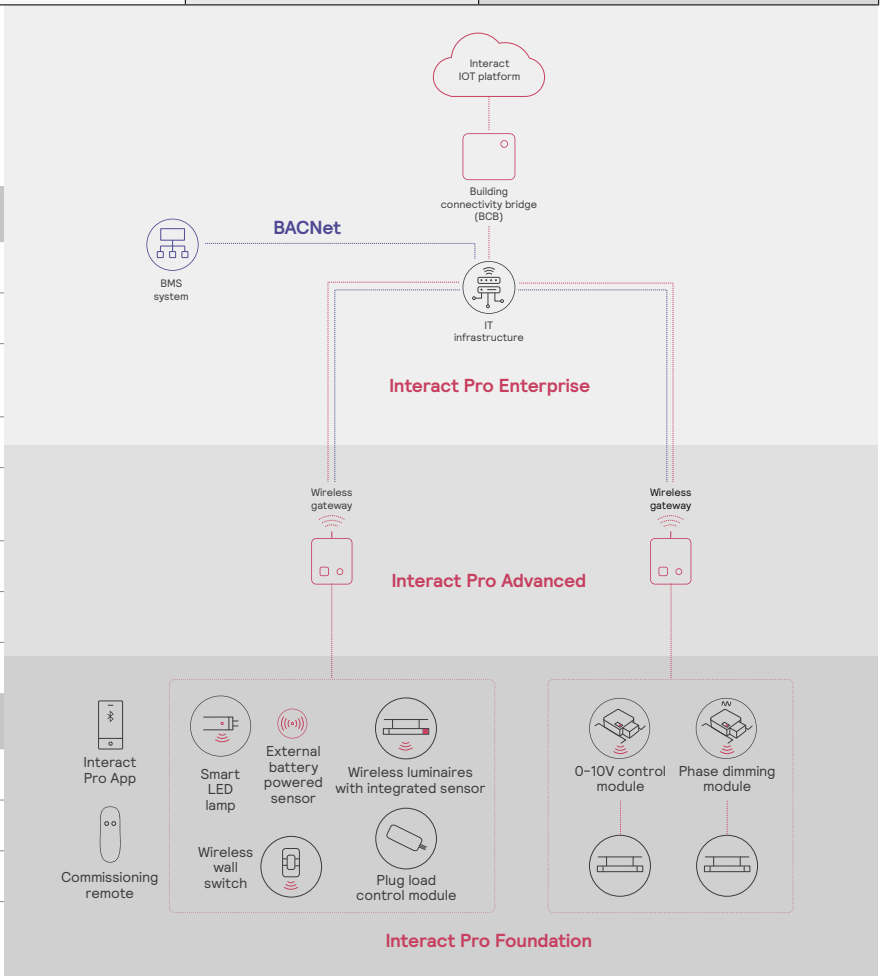 Interact
IOT platform
Building
connectivity bridge
(BCB)
BACNet
BMS
system
IT
infrastructure
Interact Pro Enterprise
Wireless
gateway
Wireless
gateway
Interact Pro Advanced
Interact
Pro App
Smart
LED
lamp
External
battery
powered
sensor
Wireless luminaires
with integrated sensor
0-10V control
module
Phase dimming
module
Commissioning
remote
Wireless
wall
switch
Plug load
control module
Interact Pro Foundation